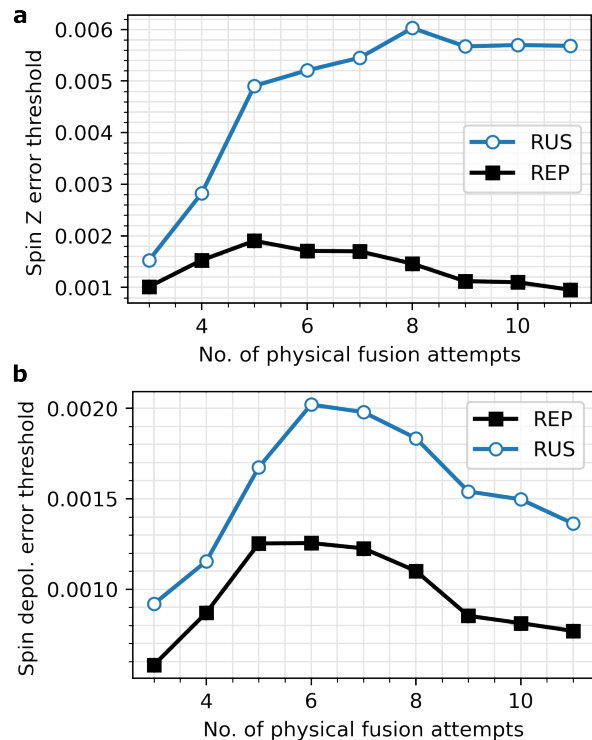 a
0.006
0.005
0.004
0.003
0.002
0.001
Spin Z error threshold
RUS
REP
4 6 8 10
No. of physical fusion attempts
b
0.0020
0.0015
0.0010
Spin depol. error threshold
REP
RUS
4 6 8 10
No. of physical fusion attempts